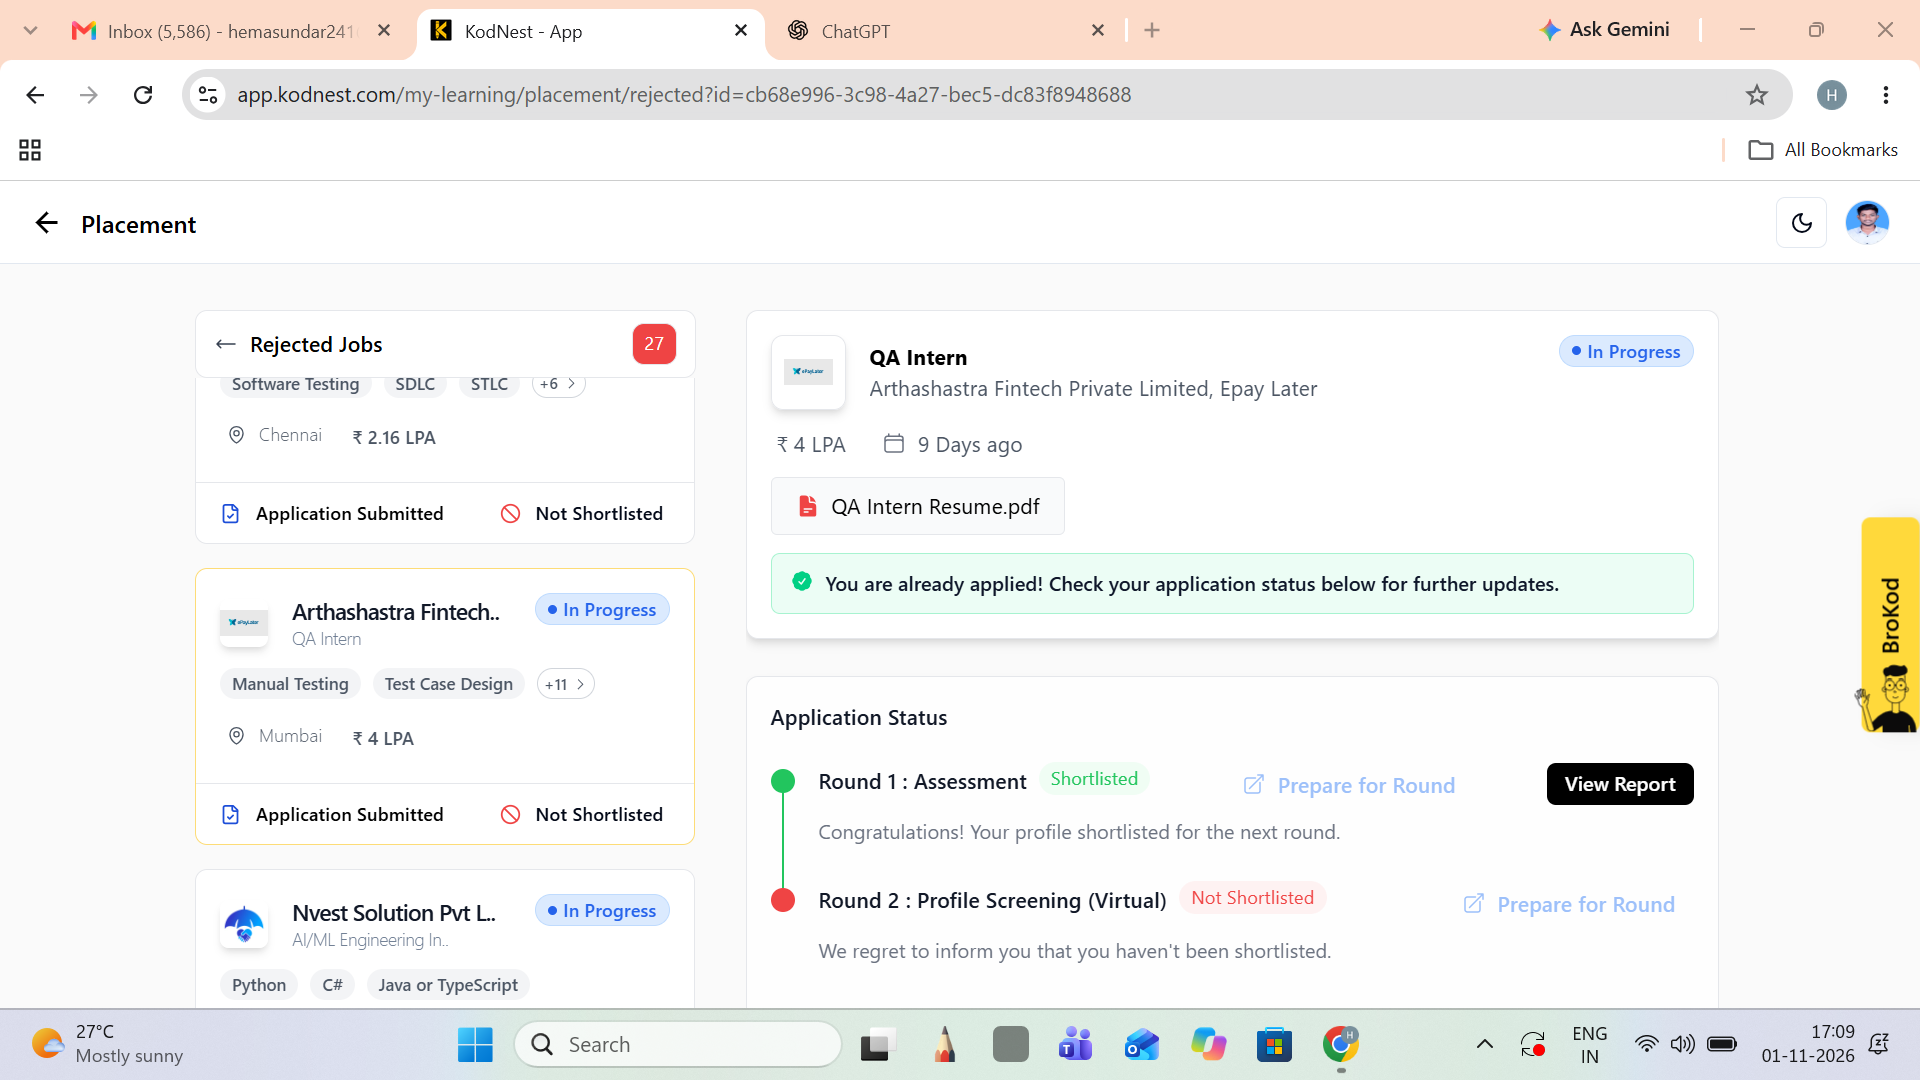 Inbox (5,586) - hemasundar241
KodNest - App
ChatGPT
Ask Gemini
app.kodnest.com/my-learning/placement/rejected?id=cb68e996-3c98-4a27-bec5-dc83f8948688
H
All Bookmarks
Placement
Rejected Jobs
27
Software Testing
SDLC
STLC
+6
Chennai
₹ 2.16 LPA
Application Submitted
Not Shortlisted
Arthashastra Fintech..
In Progress
QA Intern
Manual Testing
Test Case Design
+11
Mumbai
₹ 4 LPA
Application Submitted
Not Shortlisted
Nvest Solution Pvt L..
In Progress
AI/ML Engineering In..
Python
C#
Java or TypeScript
ePayLater
QA Intern
In Progress
Arthashastra Fintech Private Limited, Epay Later
₹ 4 LPA
9 Days ago
QA Intern Resume.pdf
You are already applied! Check your application status below for further updates.
Application Status
Round 1 : Assessment
Shortlisted
Prepare for Round
View Report
Congratulations! Your profile shortlisted for the next round.
Round 2 : Profile Screening (Virtual)
Not Shortlisted
Prepare for Round
We regret to inform you that you haven't been shortlisted.
BroKod
27°C
Mostly sunny
Search
ENG
IN
17:09
01-11-2026